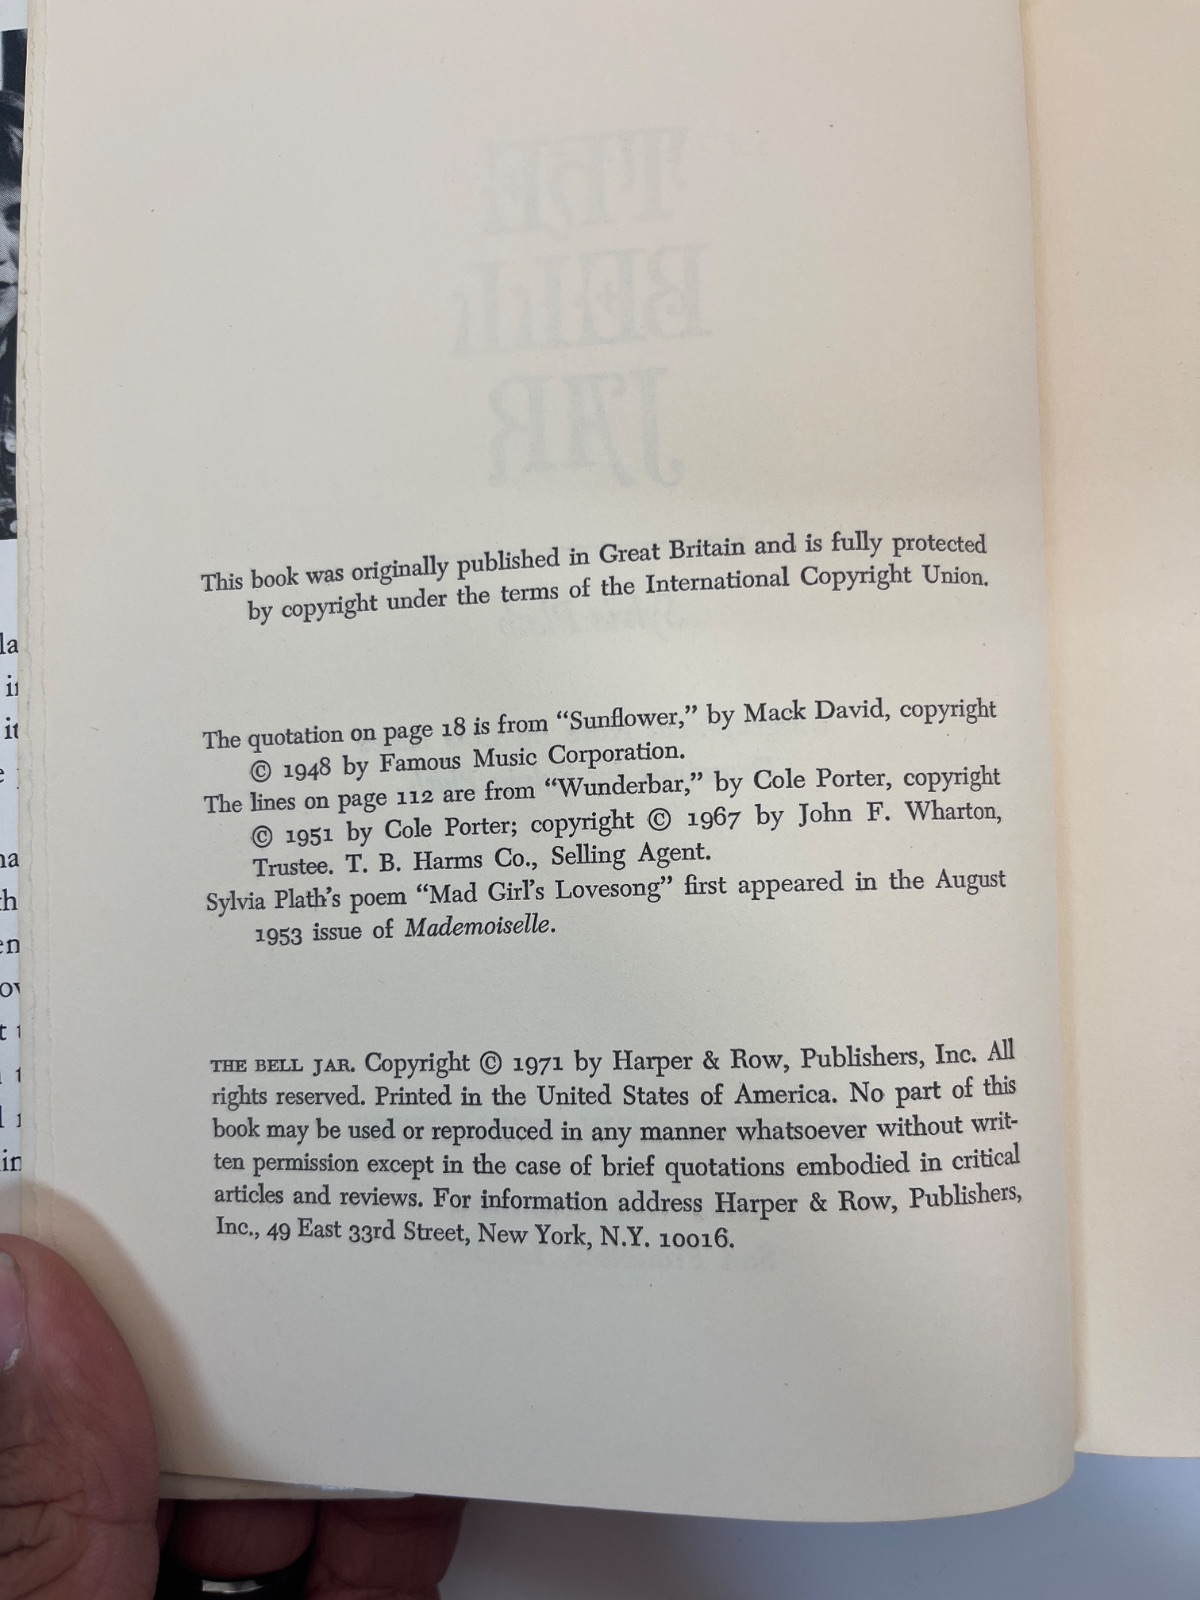 This book was originally published in Great Britain and is fully protected
by copyright under the terms of the International Copyright Union.
The quotation on page 18 is from “Sunflower,” by Mack David, copyright
© 1948 by Famous Music Corporation.
The lines on page 112 are from “Wunderbar,” by Cole Porter, copyright
© 1951 by Cole Porter; copyright © 1967 by John F. Wharton,
Trustee. T. B. Harms Co., Selling Agent.
Sylvia Plath’s poem “Mad Girl’s Lovesong” first appeared in the August
1953 issue of Mademoiselle.
THE BELL JAR. Copyright © 1971 by Harper & Row, Publishers, Inc. All
rights reserved. Printed in the United States of America. No part of this
book may be used or reproduced in any manner whatsoever without writ-
ten permission except in the case of brief quotations embodied in critical
articles and reviews. For information address Harper & Row, Publishers,
Inc., 49 East 33rd Street, New York, N.Y. 10016.